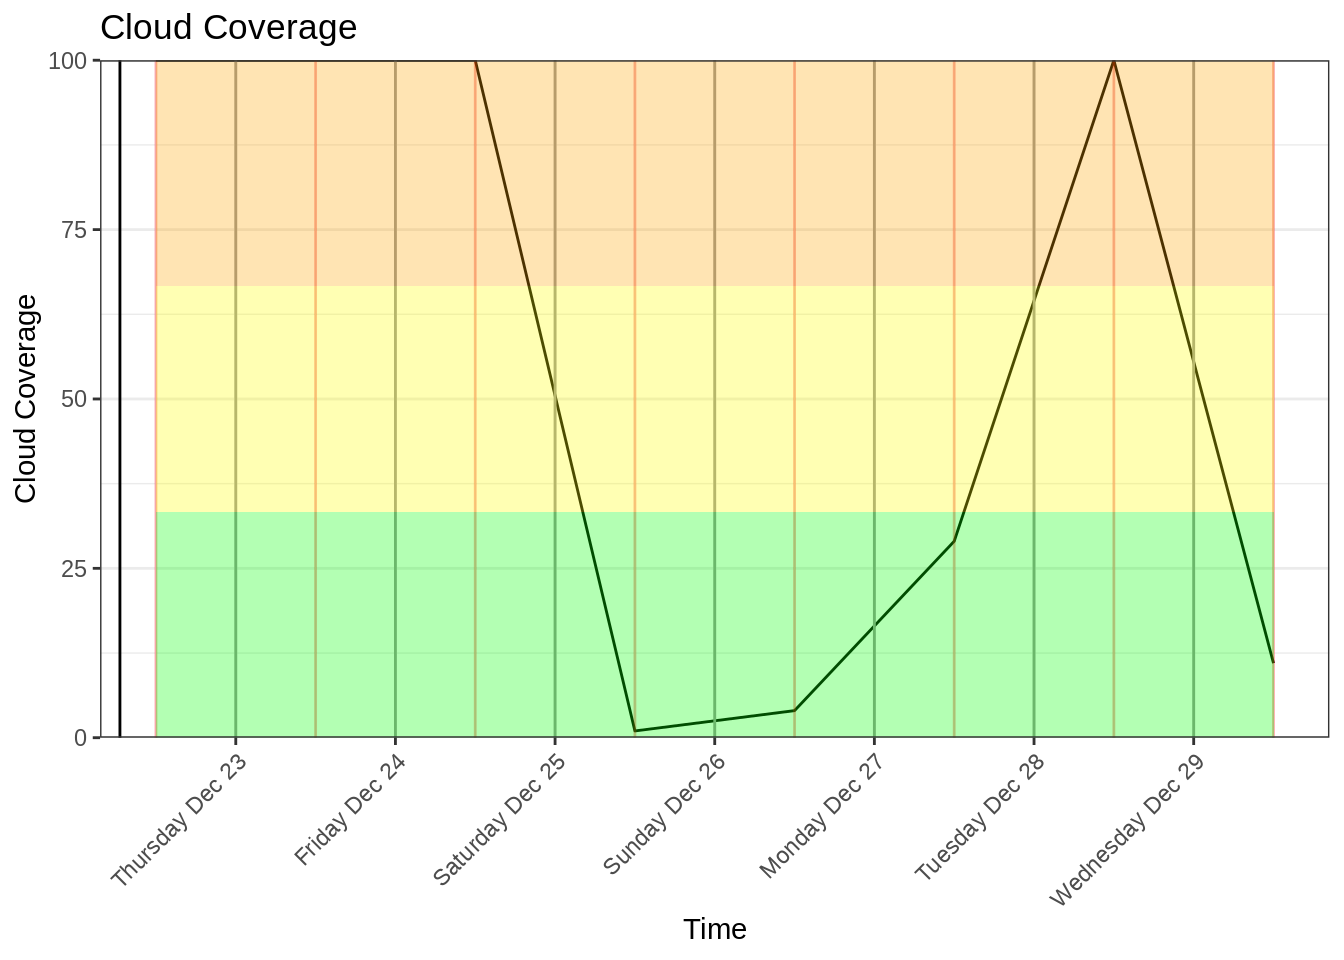 Cloud Coverage
100
75
50
25
0
Cloud Coverage
Thursday Dec 23
Friday Dec 24
Saturday Dec 25
Sunday Dec 26
Monday Dec 27
Tuesday Dec 28
Wednesday Dec 29
Time